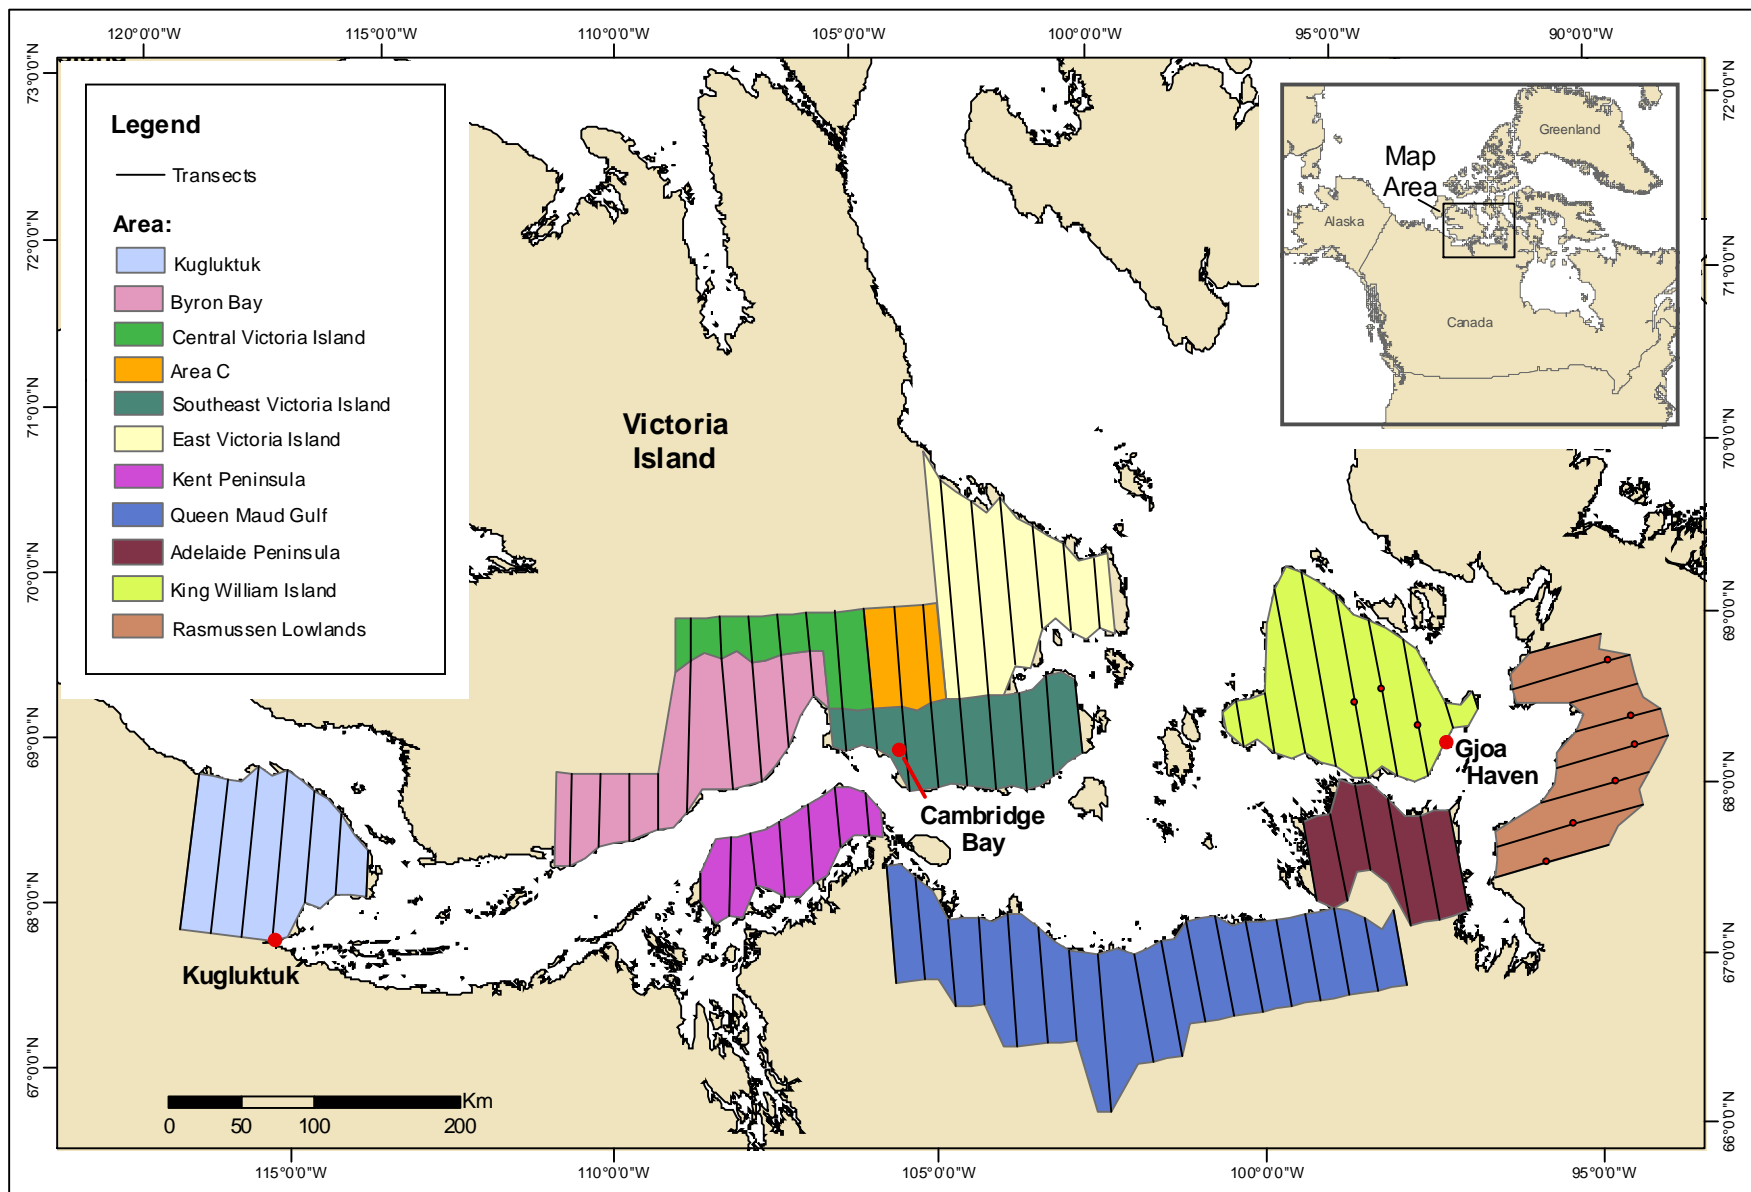 120°0'0"W
115°0'0"W
110°0'0"W
105°0'0"W
100°0'0"W
95°0'0"W
90°0'0"W
73°0'0"N
72°0'0"N
71°0'0"N
70°0'0"N
69°0'0"N
68°0'0"N
67°0'0"N
72°0'0"N
71°0'0"N
70°0'0"N
69°0'0"N
68°0'0"N
67°0'0"N
66°0'0"N
Legend
Transects
Area:
Kugluktuk
Byron Bay
Central Victoria Island
Area C
Southeast Victoria Island
East Victoria Island
Kent Peninsula
Queen Maud Gulf
Adelaide Peninsula
King William Island
Rasmussen Lowlands
Map
Area
Greenland
Alaska
Canada
Victoria
Island
Gjoa
Haven
Cambridge
Bay
Kugluktuk
Km
0
50
100
200
115°0'0"W
110°0'0"W
105°0'0"W
100°0'0"W
95°0'0"W